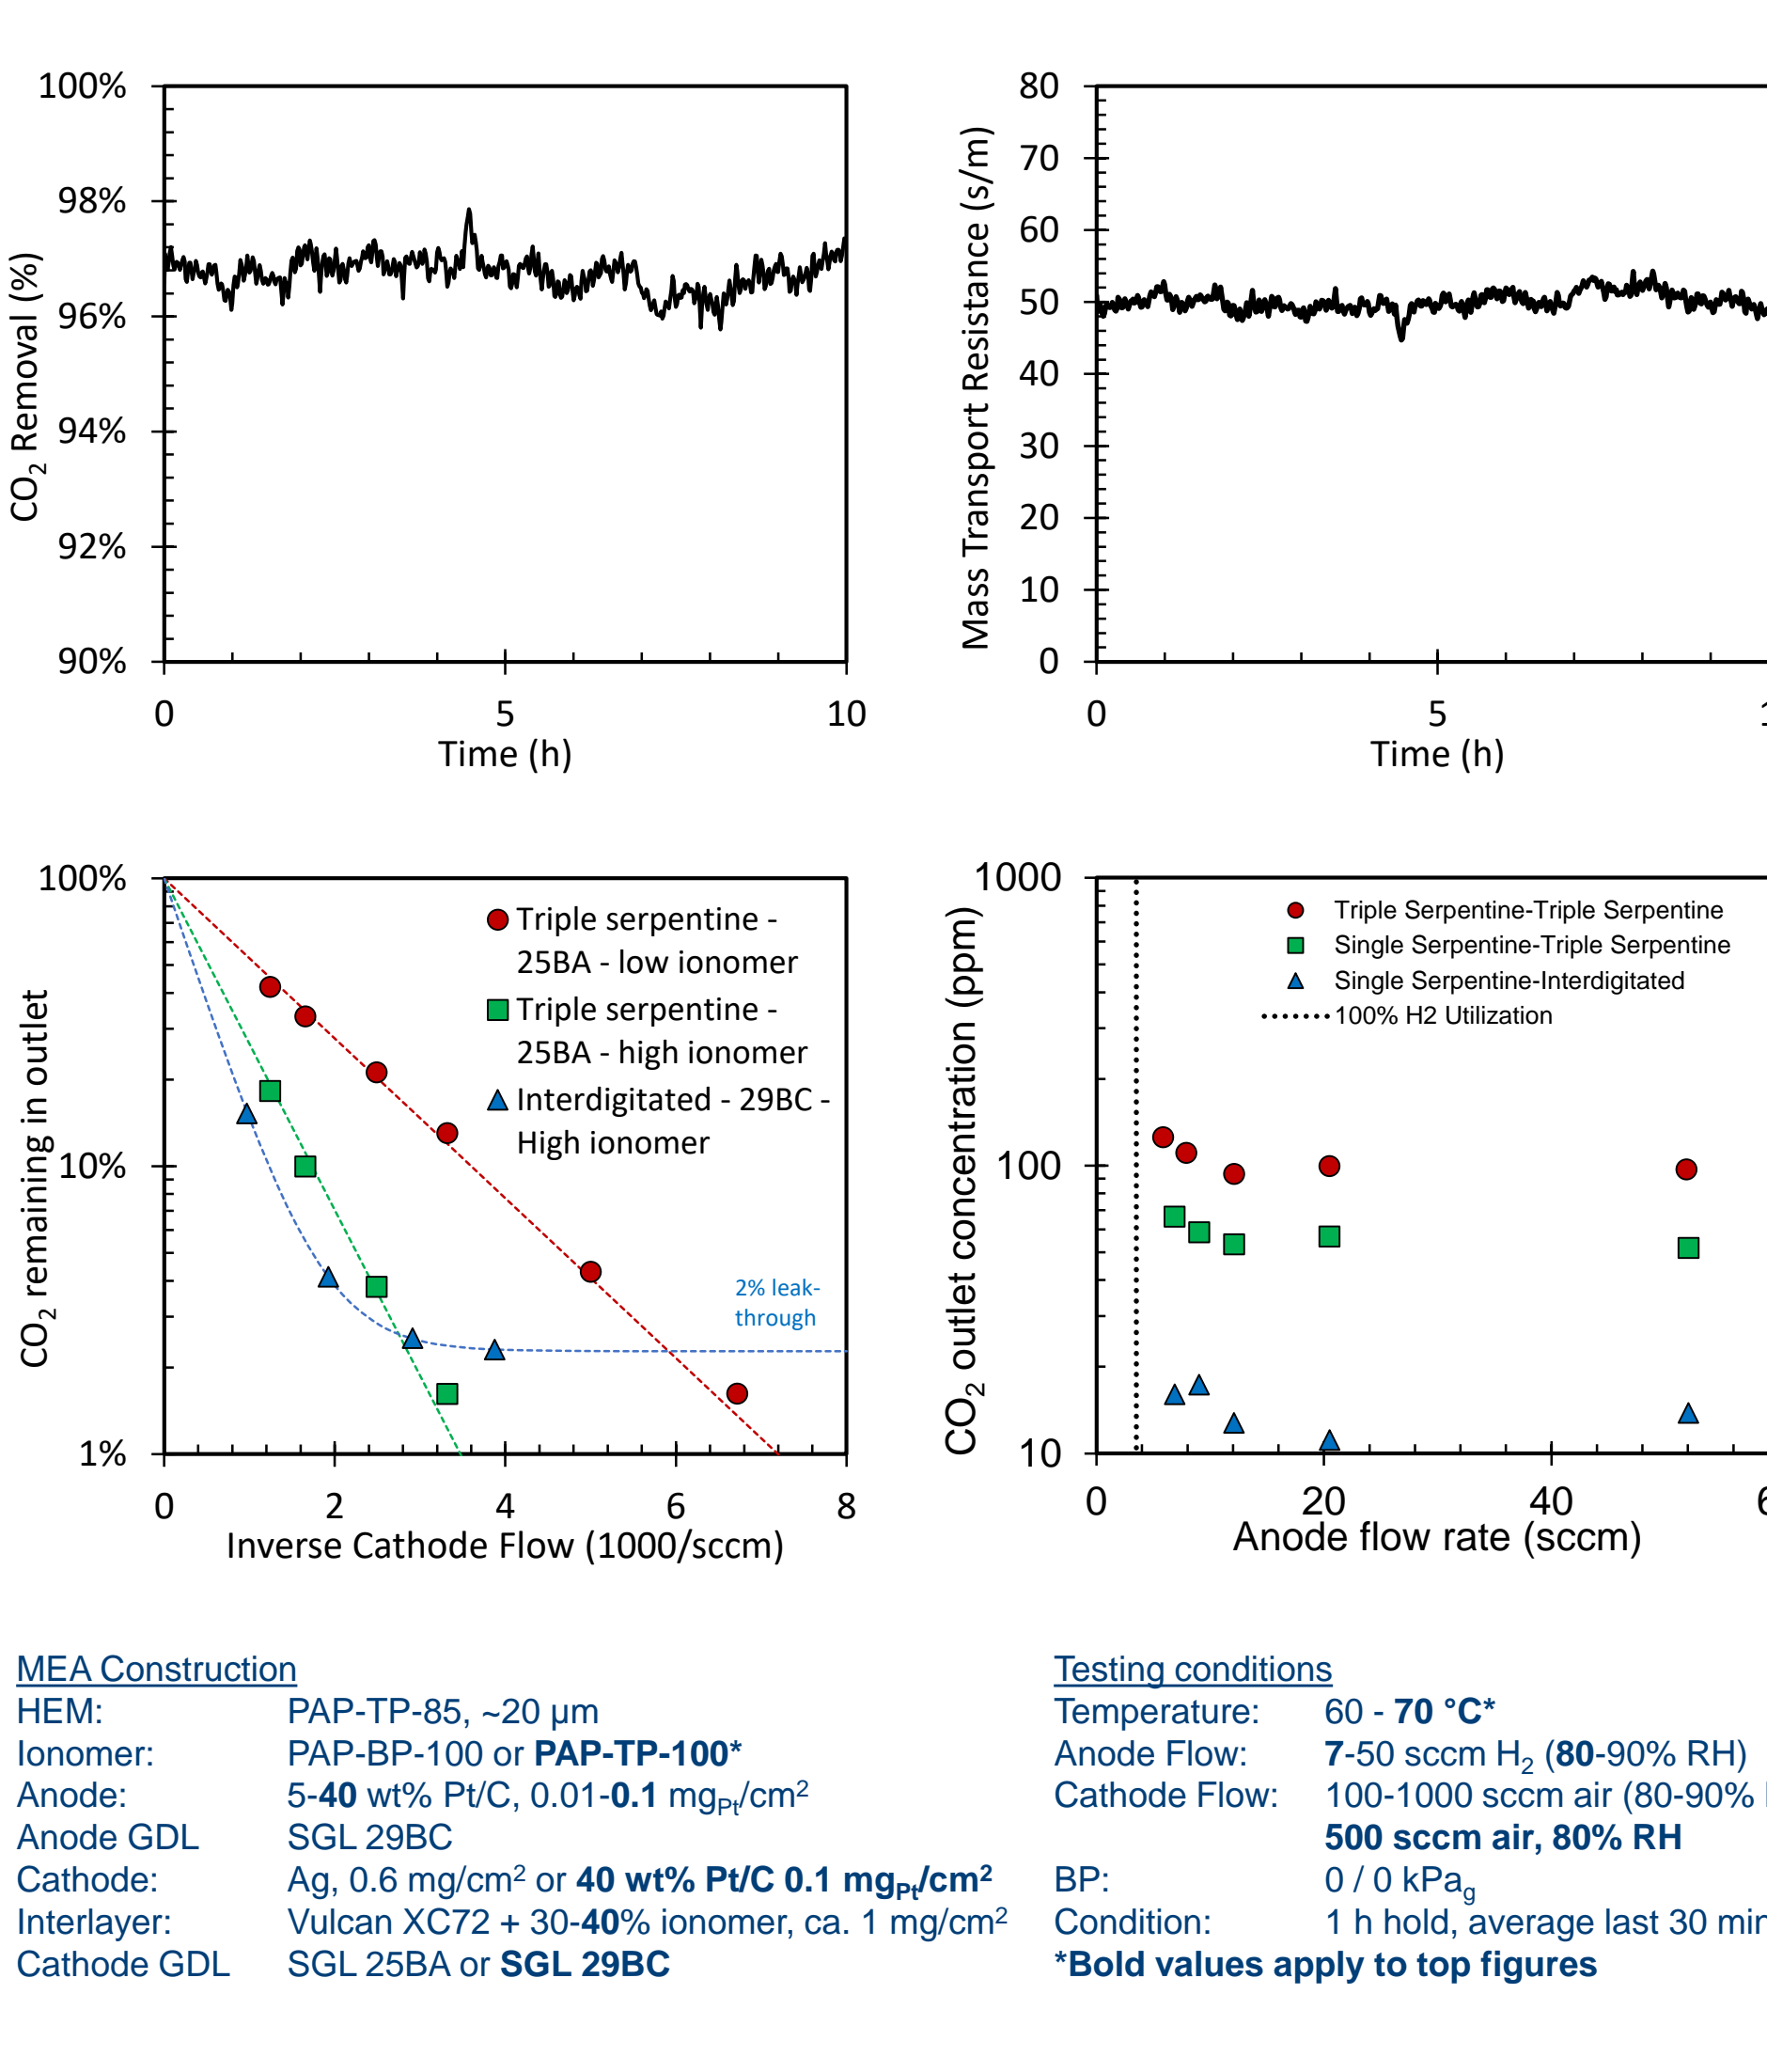 100%
98%
96%
94%
92%
90%
CO2 Removal (%)
0 5 10
Time (h)
80
70
60
50
40
30
20
10
0
Mass Transport Resistance (s/m)
0 5
Time (h)
100%
10%
1%
CO2 remaining in outlet
Triple serpentine -
25BA - low ionomer
Triple serpentine -
25BA - high ionomer
Interdigitated - 29BC -
High ionomer
2% leak-
through
0 2 4 6 8
Inverse Cathode Flow (1000/sccm)
1000
100
10
CO2 outlet concentration (ppm)
Triple Serpentine-Triple Serpentine
Single Serpentine-Triple Serpentine
Single Serpentine-Interdigitated
100% H2 Utilization
0 20 40
Anode flow rate (sccm)
MEA Construction
HEM: PAP-TP-85, ~20 μm
Ionomer: PAP-BP-100 or PAP-TP-100*
Anode: 5-40 wt% Pt/C, 0.01-0.1 mgPt/cm2
Anode GDL SGL 29BC
Cathode: Ag, 0.6 mg/cm2 or 40 wt% Pt/C 0.1 mgPt/cm2
Interlayer: Vulcan XC72 + 30-40% ionomer, ca. 1 mg/cm2
Cathode GDL SGL 25BA or SGL 29BC
Testing conditions
Temperature: 60 - 70 °C*
Anode Flow: 7-50 sccm H2 (80-90% RH)
Cathode Flow: 100-1000 sccm air (80-90%
500 sccm air, 80% RH
BP: 0 / 0 kPag
Condition: 1 h hold, average last 30 min
*Bold values apply to top figures